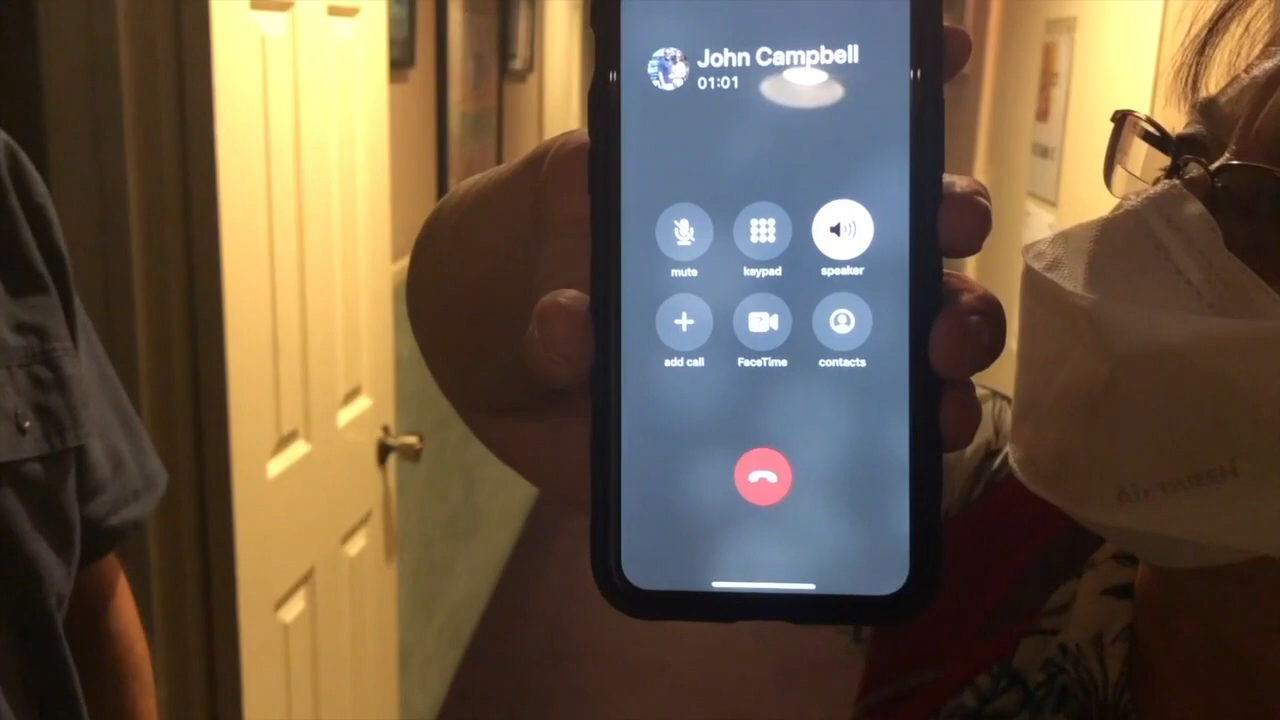 John Campbell
01:01
mute
keypad
speaker
add call
FaceTime
contacts